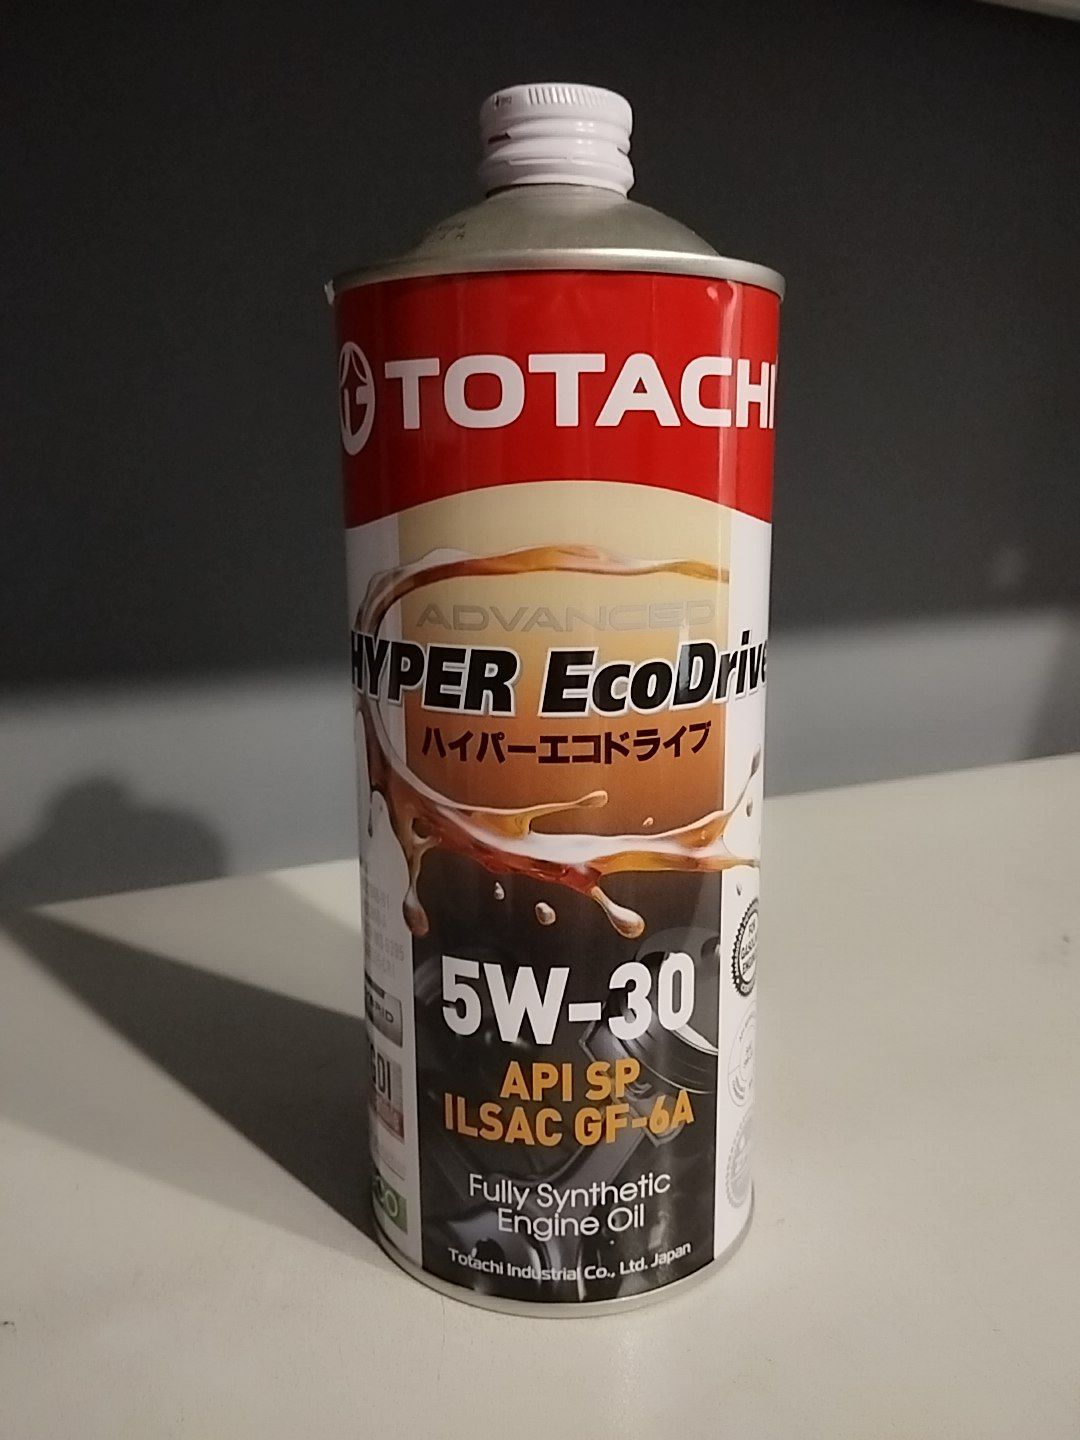 TOTACHI
ADVANCED
HYPER EcoDrive
ハイパーエコドライブ
5W-30
API SP
ILSAC GF-6A
Fully Synthetic
Engine Oil
Totachi Industrial Co., Ltd. Japan
FOR